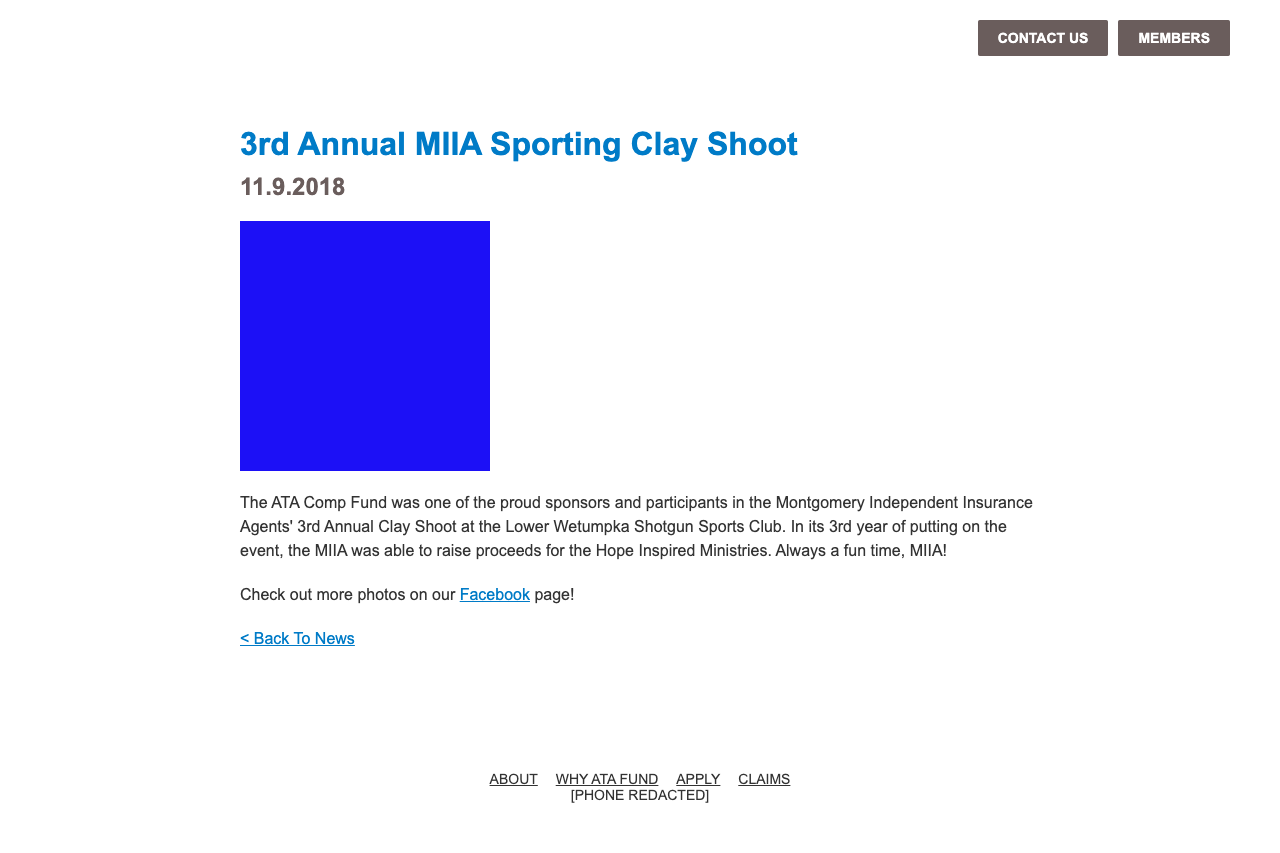 CONTACT US MEMBERS
3rd Annual MIIA Sporting Clay Shoot
11.9.2018
The ATA Comp Fund was one of the proud sponsors and participants in the Montgomery Independent Insurance
Agents' 3rd Annual Clay Shoot at the Lower Wetumpka Shotgun Sports Club. In its 3rd year of putting on the
event, the MIIA was able to raise proceeds for the Hope Inspired Ministries. Always a fun time, MIIA!
Check out more photos on our Facebook page!
< Back To News
ABOUT WHY ATA FUND APPLY CLAIMS
[PHONE REDACTED]